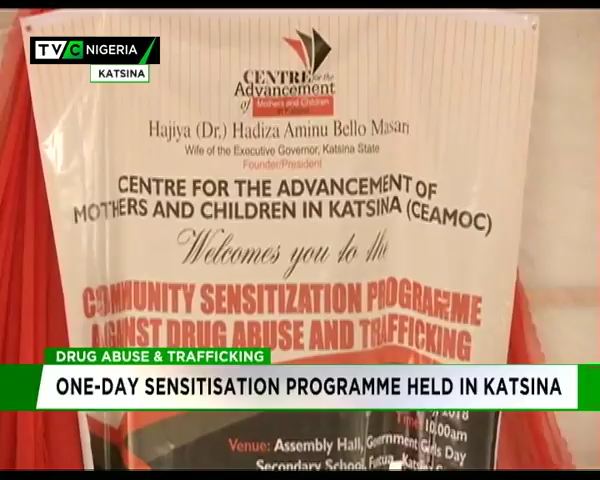 TVC NIGERIA
KATSINA
CENTRE for the
Advancement
of Mothers and Children
Hajiya (Dr.) Hadiza Aminu Bello Masari
Wife of the Executive Governor, Katsina State
Founder/President
CENTRE FOR THE ADVANCEMENT OF
MOTHERS AND CHILDREN IN KATSINA (CEAMOC)
Welcomes you to the
COMMUNITY SENSITIZATION PROGRAMME
AGAINST DRUG ABUSE AND TRAFFICKING
DRUG ABUSE & TRAFFICKING
ONE-DAY SENSITISATION PROGRAMME HELD IN KATSINA
2018
Time: 10.00am
Venue: Assembly Hall, Government Girls Day
Secondary School, Funtua, Katsina